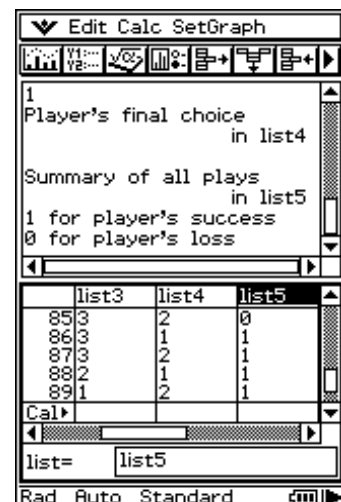 Edit Calc SetGraph
1
Player's final choice
in list4
Summary of all plays
in list5
1 for player's success
0 for player's loss
list3 list4 list5
85 3 2 0
86 3 1 1
87 3 2 1
88 2 1 1
89 1 2 1
Cal▶
list= list5
Rad Auto Standard